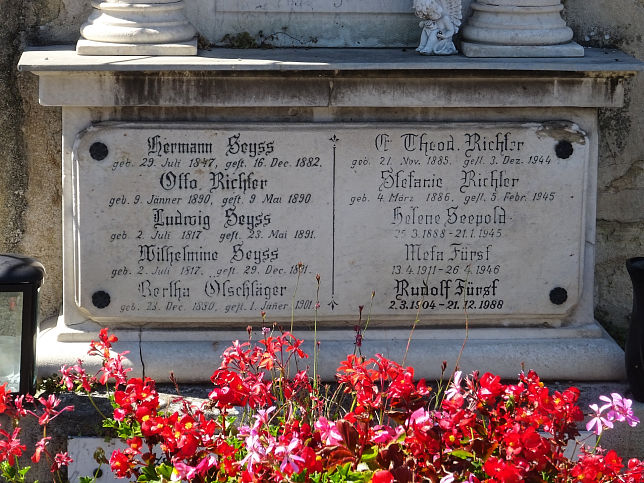 Hermann Seyss
geb. 29. Juli 1847, gest. 16. Dec. 1882.
Otto Richter
geb. 9. Jänner 1890, gest. 9. Mai 1890
Ludwig Seyss
geb. 2. Juli 1817 gest. 23. Mai 1891.
Wilhelmine Seyss
geb. 2. Juli 1817, gest. 29. Dec.
Bertha Olschläger
geb. 23. Dec. 1880, gest. 1. Jänner 1901
E. Theod. Richter
geb. 21. Nov. 1885, gest. 3. Dez. 1944
Stefanie Richter
geb. 4. März 1886, gest. 5. Febr. 1945
Helene Seepold
25.3.1888 - 21.1.1945
Meta Fürst
13.4.1911 - 26.4.1946
Rudolf Fürst
2.3.1904 - 21.12.1988